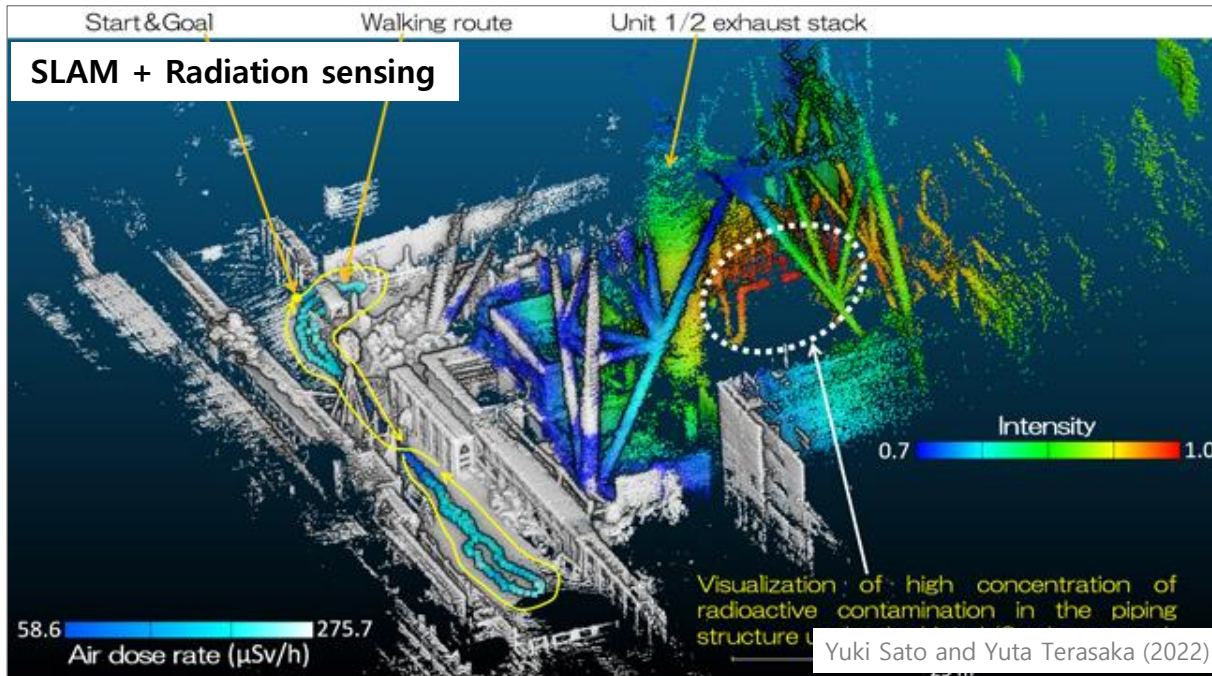 Start&Goal
Walking route
Unit 1/2 exhaust stack
SLAM + Radiation sensing
Intensity
0.7
1.0
Visualization of high concentration of
radioactive contamination in the piping
structure
58.6
275.7
Air dose rate (μSv/h)
Yuki Sato and Yuta Terasaka (2022)